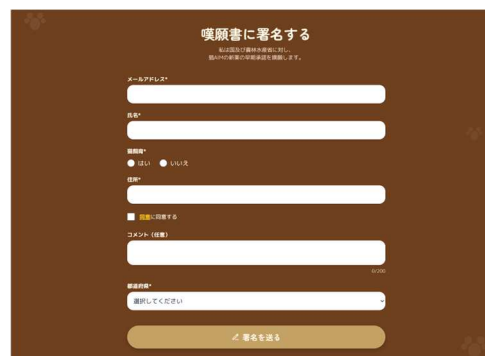 嘆願書に署名する
私は国及び農林水産省に対し、
猫AIMの新薬の早期承認を嘆願します。
メールアドレス*
氏名*
猫飼育*
はい いいえ
住所*
同意に同意する
コメント（任意）
0/200
都道府県*
選択してください
署名を送る